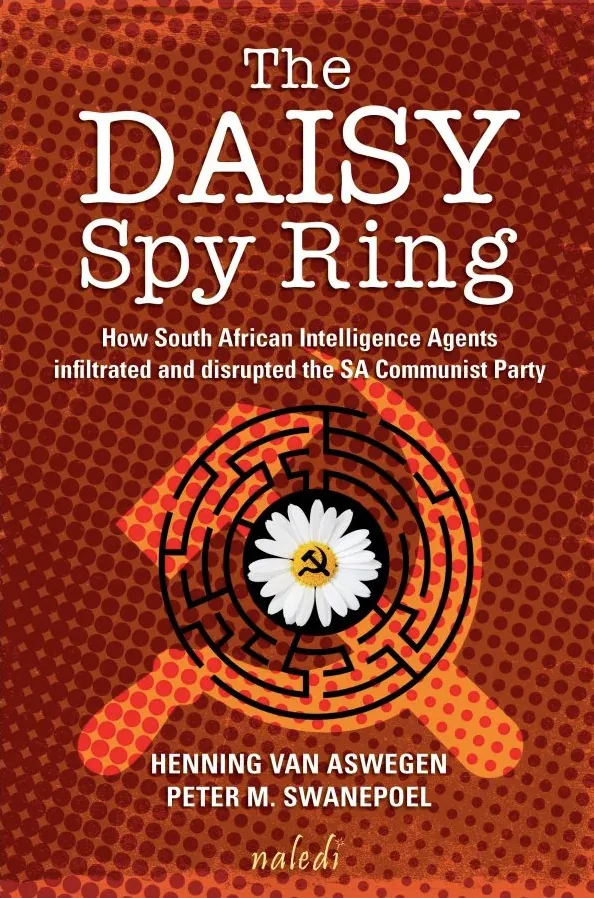 The
DAISY
Spy Ring
How South African Intelligence Agents
infiltrated and disrupted the SA Communist Party
HENNING VAN ASWEGEN
PETER M. SWANEPOEL
naledi